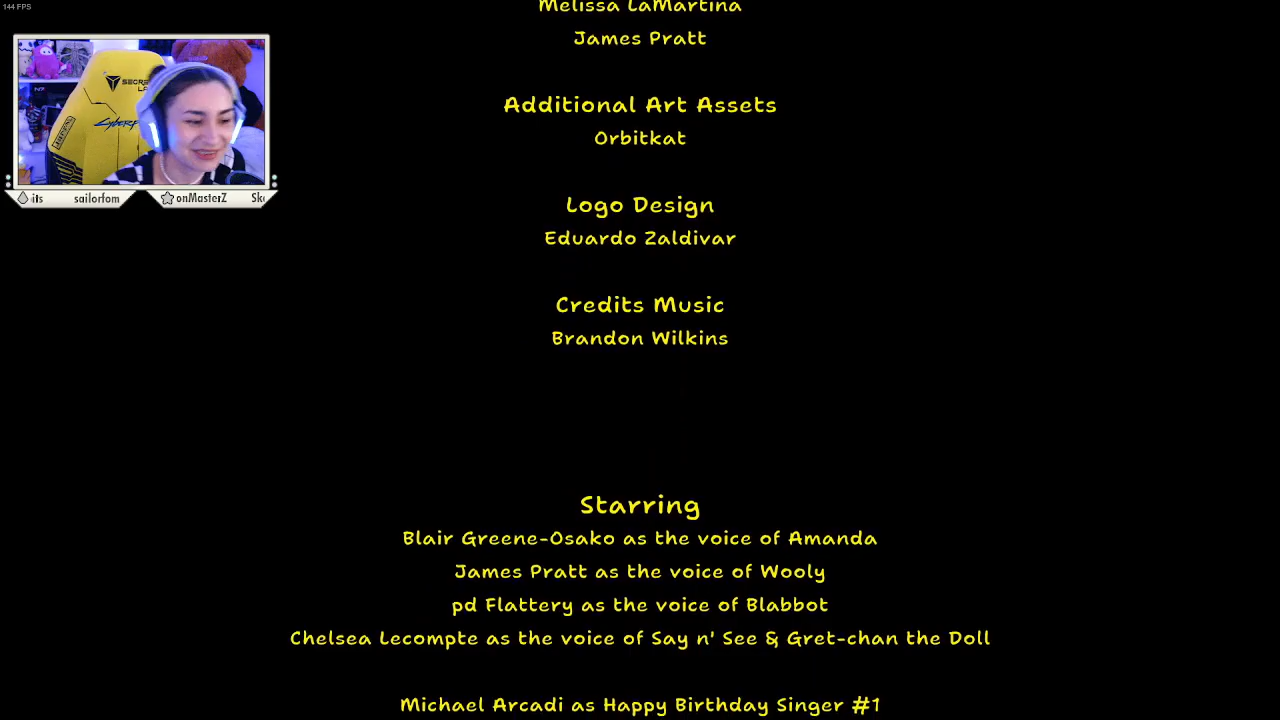 144 FPS
Melissa LaMartina
James Pratt
Additional Art Assets
Orbitkat
its sailorfom onMasterZ
Logo Design
Eduardo Zaldivar
Credits Music
Brandon Wilkins
Starring
Blair Greene-Osako as the voice of Amanda
James Pratt as the voice of Wooly
pd Flattery as the voice of Blabbot
Chelsea Lecompte as the voice of Say n' See & Gret-chan the Doll
Michael Arcadi as Happy Birthday Singer #1